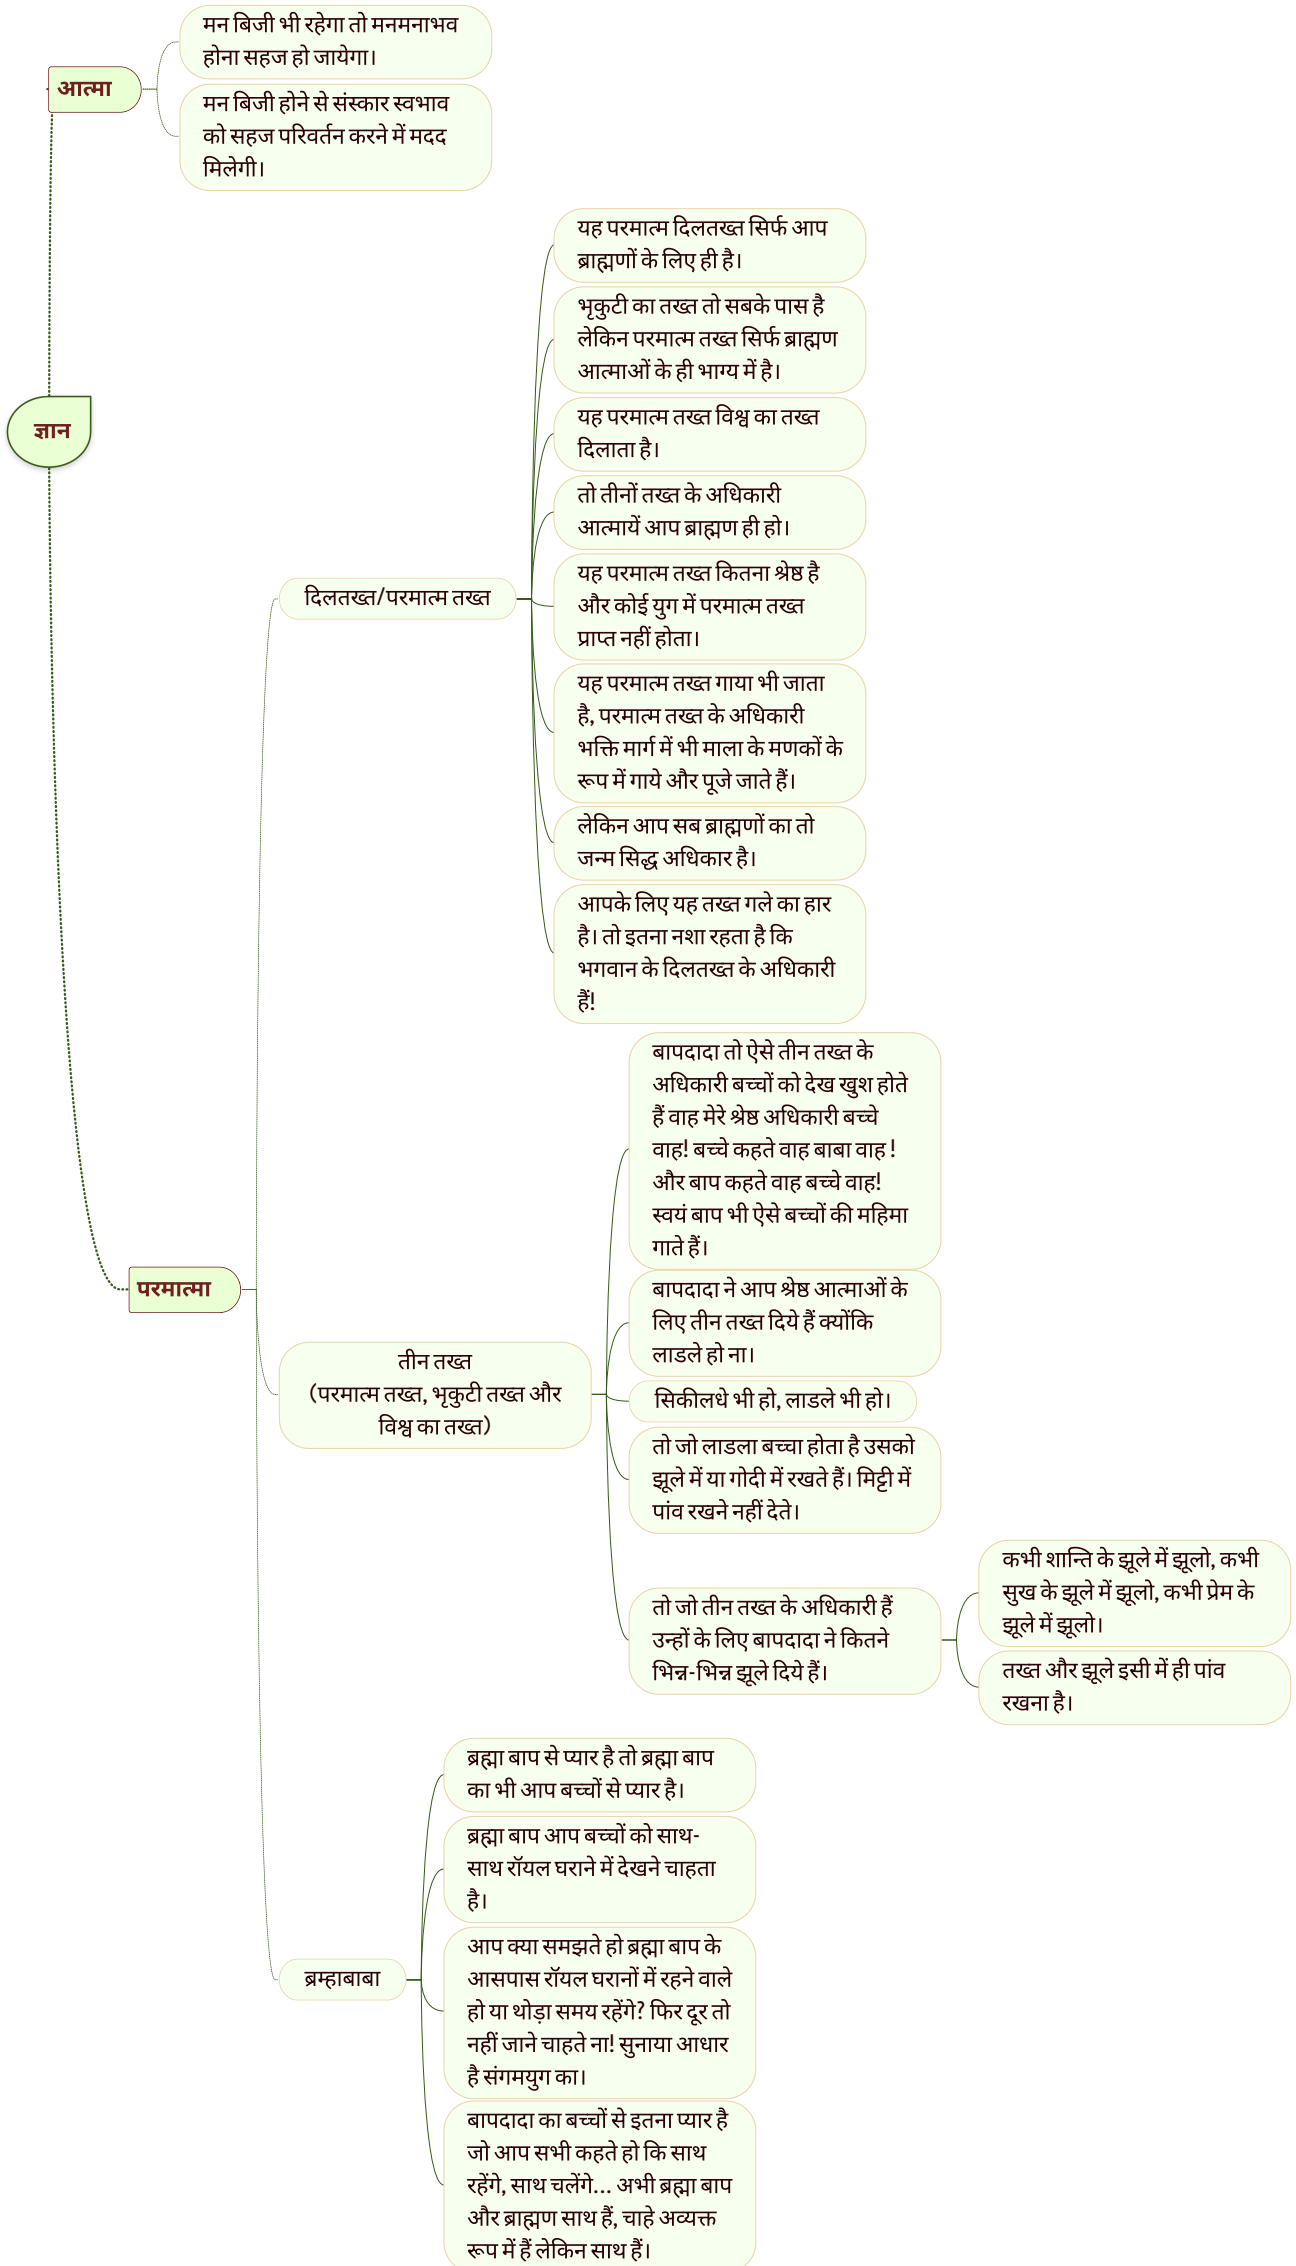 मन बिजी भी रहेगा तो मनमनाभव
होना सहज हो जायेगा।
आत्मा
मन बिजी होने से संस्कार स्वभाव
को सहज परिवर्तन करने में मदद
मिलेगी।
ज्ञान
यह परमात्म दिलतख्त सिर्फ आप
ब्राह्मणों के लिए ही है।
भृकुटी का तख्त तो सबके पास है
लेकिन परमात्म तख्त सिर्फ ब्राह्मण
आत्माओं के ही भाग्य में है।
यह परमात्म तख्त विश्व का तख्त
दिलाता है।
तो तीनों तख्त के अधिकारी
आत्मायें आप ब्राह्मण ही हो।
दिलतख्त/परमात्म तख्त
यह परमात्म तख्त कितना श्रेष्ठ है
और कोई युग में परमात्म तख्त
प्राप्त नहीं होता।
यह परमात्म तख्त गाया भी जाता
है, परमात्म तख्त के अधिकारी
भक्ति मार्ग में भी माला के मणकों के
रूप में गाये और पूजे जाते हैं।
लेकिन आप सब ब्राह्मणों का तो
जन्म सिद्ध अधिकार है।
आपके लिए यह तख्त गले का हार
है। तो इतना नशा रहता है कि
भगवान के दिलतख्त के अधिकारी
हैं!
परमात्मा
बापदादा तो ऐसे तीन तख्त के
अधिकारी बच्चों को देख खुश होते
हैं वाह मेरे श्रेष्ठ अधिकारी बच्चे
वाह! बच्चे कहते वाह बाबा वाह !
और बाप कहते वाह बच्चे वाह!
स्वयं बाप भी ऐसे बच्चों की महिमा
गाते हैं।
बापदादा ने आप श्रेष्ठ आत्माओं के
लिए तीन तख्त दिये हैं क्योंकि
लाडले हो ना।
तीन तख्त
(परमात्म तख्त, भृकुटी तख्त और
विश्व का तख्त)
सिकीलधे भी हो, लाडले भी हो।
तो जो लाडला बच्चा होता है उसको
झूले में या गोदी में रखते हैं। मिट्टी में
पांव रखने नहीं देते।
तो जो तीन तख्त के अधिकारी हैं
उन्हों के लिए बापदादा ने कितने
भिन्न-भिन्न झूले दिये हैं।
कभी शान्ति के झूले में झूलो, कभी
सुख के झूले में झूलो, कभी प्रेम के
झूले में झूलो।
तख्त और झूले इसी में ही पांव
रखना है।
ब्रह्मा बाप से प्यार है तो ब्रह्मा बाप
का भी आप बच्चों से प्यार है।
ब्रह्मा बाप आप बच्चों को साथ-
साथ रॉयल घराने में देखने चाहता
है।
ब्रम्हाबाबा
आप क्या समझते हो ब्रह्मा बाप के
आसपास रॉयल घरानों में रहने वाले
हो या थोड़ा समय रहेंगे? फिर दूर तो
नहीं जाने चाहते ना! सुनाया आधार
है संगमयुग का।
बापदादा का बच्चों से इतना प्यार है
जो आप सभी कहते हो कि साथ
रहेंगे, साथ चलेंगे... अभी ब्रह्मा बाप
और ब्राह्मण साथ हैं, चाहे अव्यक्त
रूप में हैं लेकिन साथ हैं।